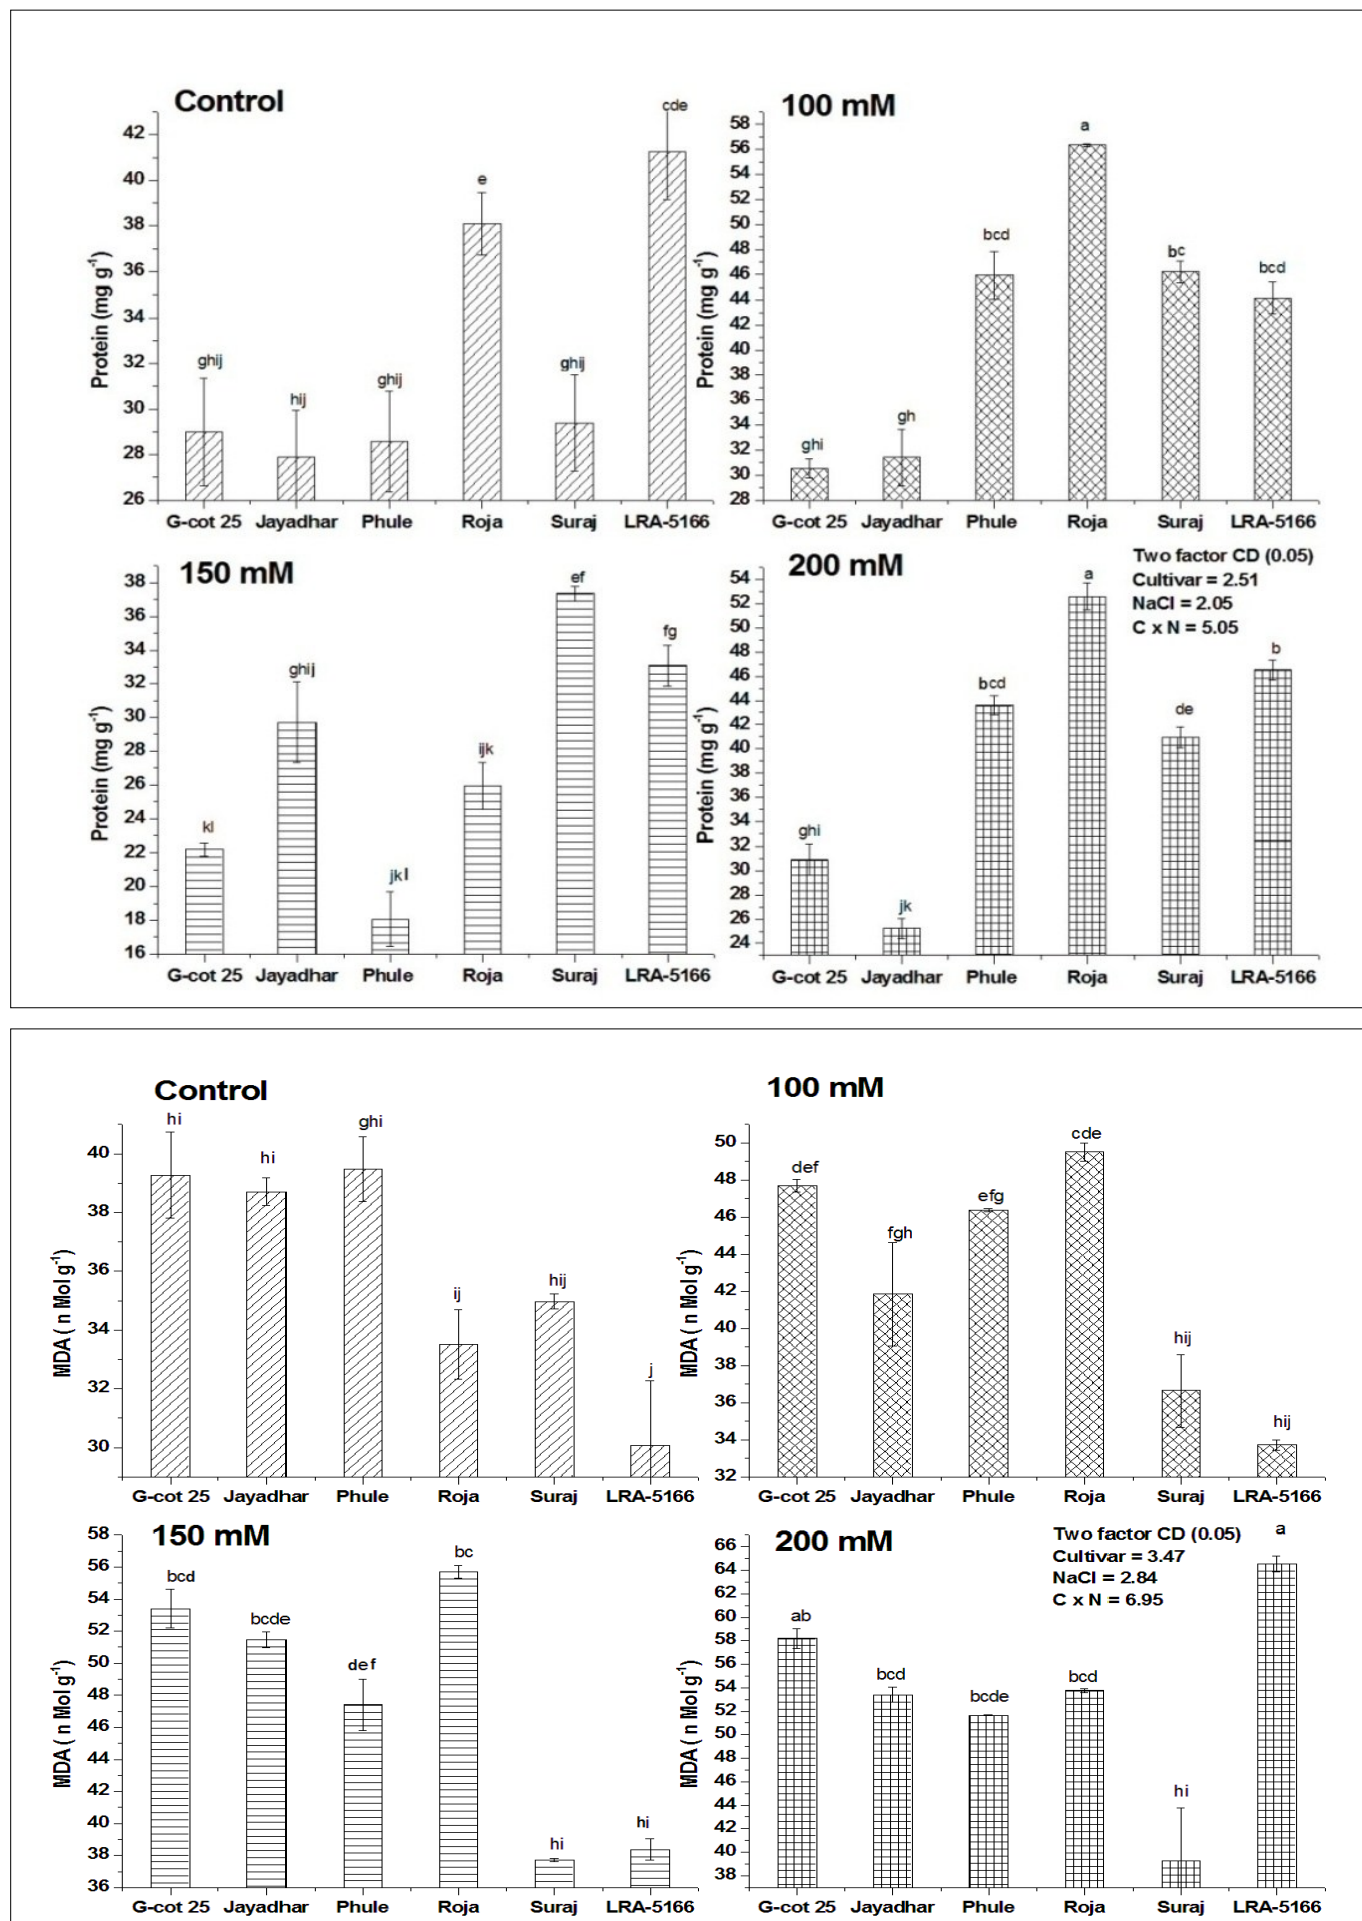 Control
Protein (mg g-1)
42
40
38
36
34
32
30
28
26
ghij
hij
ghij
e
ghij
cde
G-cot 25 Jayadhar Phule Roja Suraj LRA-5166
100 mM
Protein (mg g-1)
58
56
54
52
50
48
46
44
42
40
38
36
34
32
30
28
ghi
gh
bcd
a
bc
bcd
G-cot 25 Jayadhar Phule Roja Suraj LRA-5166
150 mM
Protein (mg g-1)
38
36
34
32
30
28
26
24
22
20
18
16
kl
ghij
jkl
ijk
ef
fg
G-cot 25 Jayadhar Phule Roja Suraj LRA-5166
200 mM
Two factor CD (0.05)
Cultivar = 2.51
NaCl = 2.05
C x N = 5.05
Protein (mg g-1)
54
52
50
48
46
44
42
40
38
36
34
32
30
28
26
24
ghi
jk
bcd
a
de
b
G-cot 25 Jayadhar Phule Roja Suraj LRA-5166
Control
MDA ( n Mol g-1)
40
38
36
34
32
30
hi
hi
ghi
ij
hij
j
G-cot 25 Jayadhar Phule Roja Suraj LRA-5166
100 mM
MDA ( n Mol g-1)
50
48
46
44
42
40
38
36
34
32
def
fgh
efg
cde
hij
hij
G-cot 25 Jayadhar Phule Roja Suraj LRA-5166
150 mM
MDA ( n Mol g-1)
58
56
54
52
50
48
46
44
42
40
38
36
bcd
bcde
def
bc
hi
hi
G-cot 25 Jayadhar Phule Roja Suraj LRA-5166
200 mM
Two factor CD (0.05)
Cultivar = 3.47
NaCl = 2.84
C x N = 6.95
MDA ( n Mol g-1)
66
64
62
60
58
56
54
52
50
48
46
44
42
40
38
ab
bcd
bcde
bcd
hi
a
G-cot 25 Jayadhar Phule Roja Suraj LRA-5166